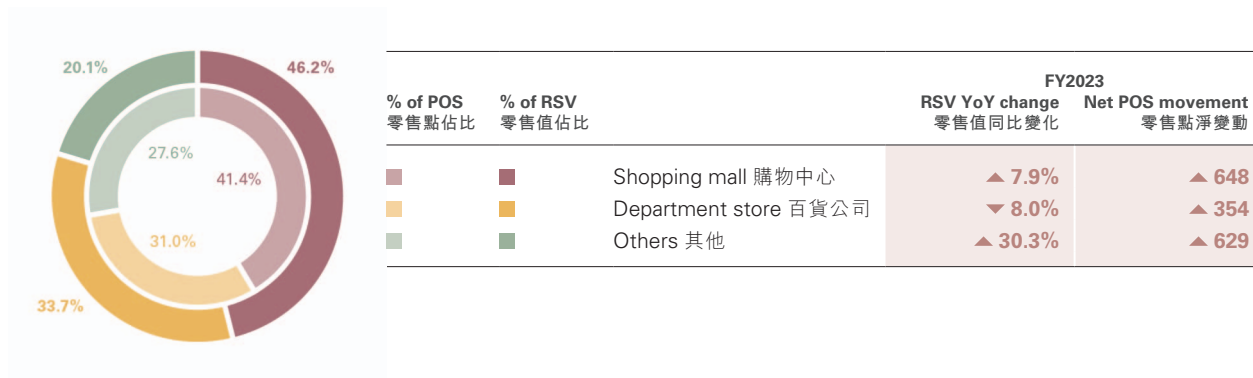 20.1%
46.2%
27.6%
41.4%
31.0%
33.7%
FY2023
% of POS % of RSV RSV YoY change Net POS movement
零售點佔比 零售值佔比 零售值同比變化 零售點淨變動
Shopping mall 購物中心 ▲ 7.9% ▲ 648
Department store 百貨公司 ▼ 8.0% ▲ 354
Others 其他 ▲ 30.3% ▲ 629